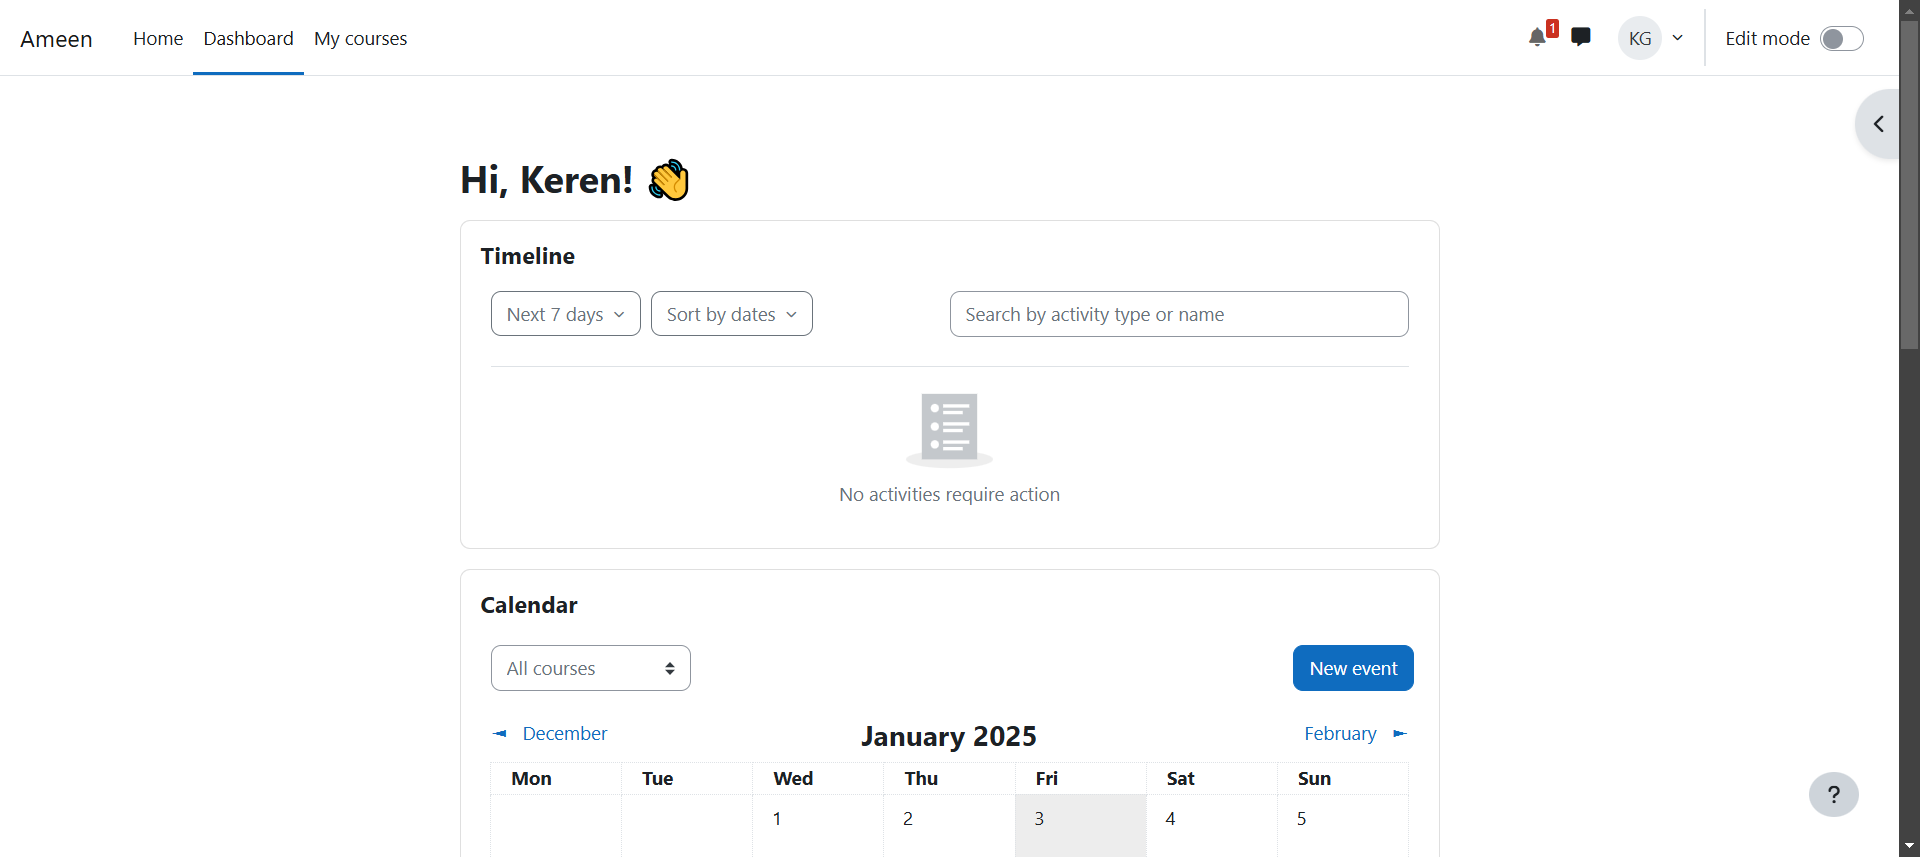 Ameen Home Dashboard My courses 1 KG Edit mode
Hi, Keren! 👋
Timeline
Next 7 days Sort by dates Search by activity type or name
No activities require action
Calendar
All courses New event
◄ December January 2025 February ►
Mon Tue Wed Thu Fri Sat Sun
1 2 3 4 5
?